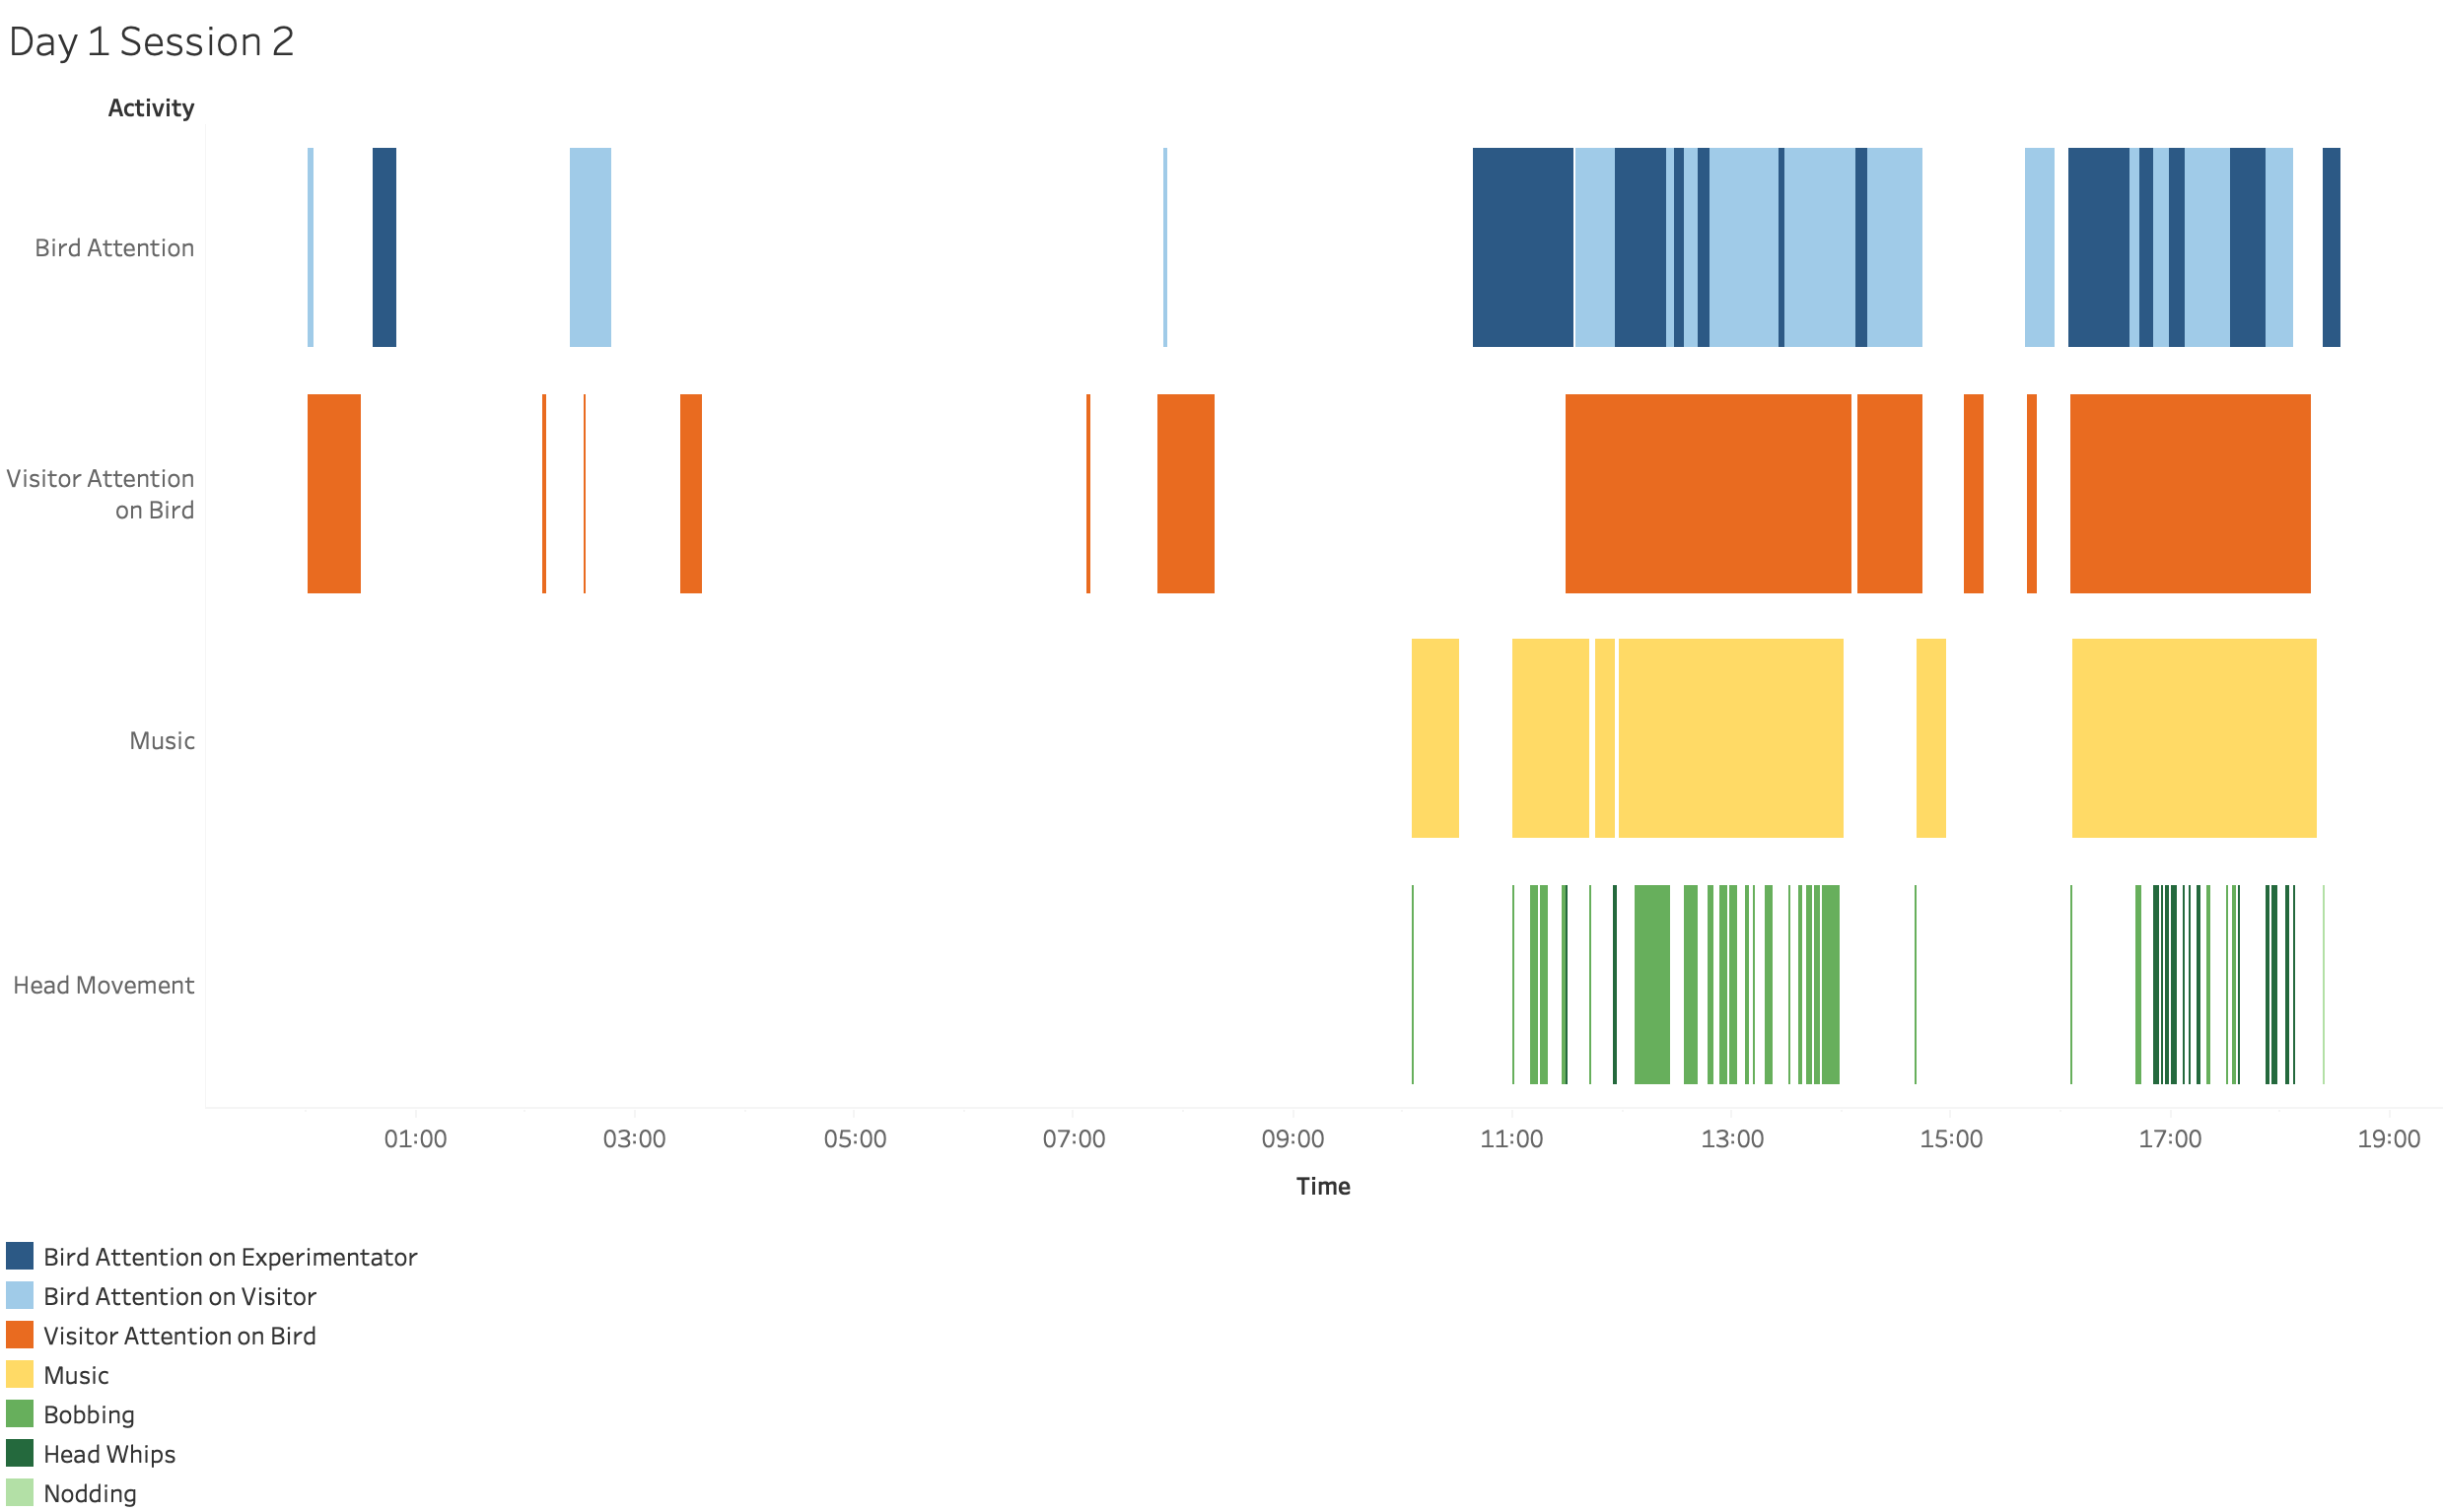 Day 1 Session 2
Activity
Bird Attention
Visitor Attention
on Bird
Music
Head Movement
01:00 03:00 05:00 07:00 09:00 11:00 13:00 15:00 17:00 19:00
Time
Bird Attention on Experimentator
Bird Attention on Visitor
Visitor Attention on Bird
Music
Bobbing
Head Whips
Nodding